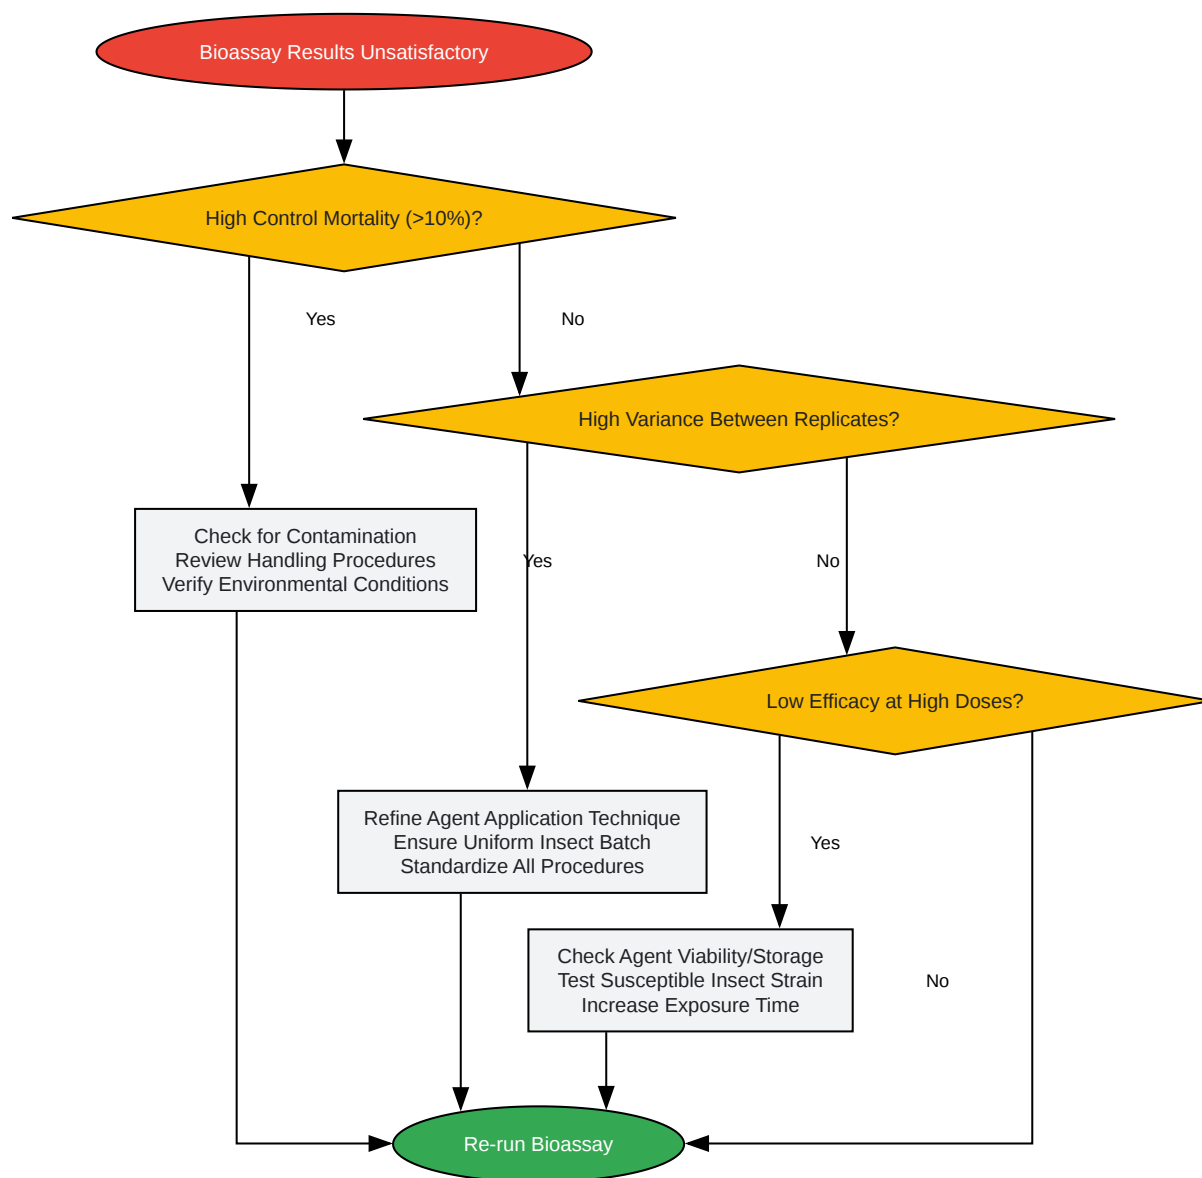 Bioassay Results Unsatisfactory
High Control Mortality (>10%)?
Yes
No
High Variance Between Replicates?
Check for Contamination
Review Handling Procedures
Verify Environmental Conditions
Yes
No
Low Efficacy at High Doses?
Refine Agent Application Technique
Ensure Uniform Insect Batch
Standardize All Procedures
Yes
Check Agent Viability/Storage
Test Susceptible Insect Strain
Increase Exposure Time
No
Re-run Bioassay